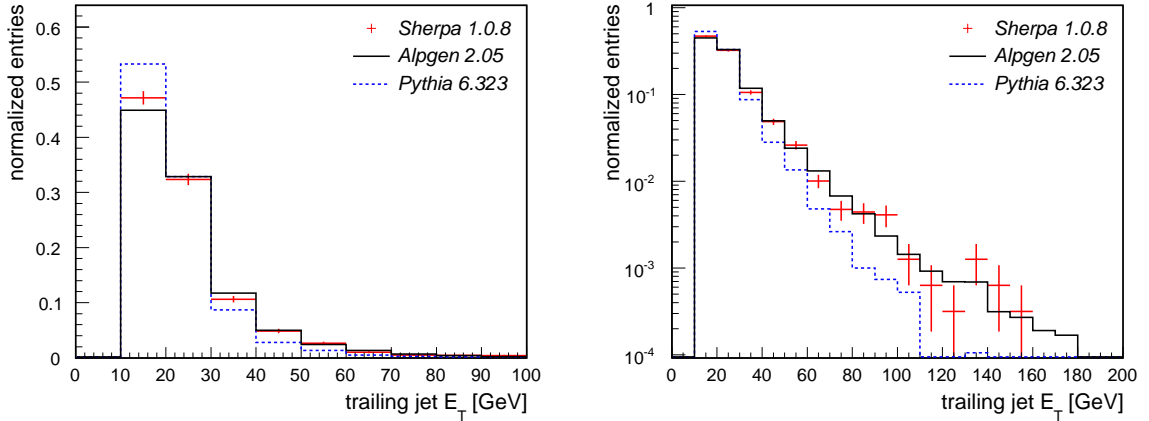 normalized entries
0.6
0.5
0.4
0.3
0.2
0.1
0
Sherpa 1.0.8
Alpgen 2.05
Pythia 6.323
0 10 20 30 40 50 60 70 80 90 100
trailing jet E_T [GeV]
normalized entries
1
10^-1
10^-2
10^-3
10^-4
Sherpa 1.0.8
Alpgen 2.05
Pythia 6.323
0 20 40 60 80 100 120 140 160 180 200
trailing jet E_T [GeV]